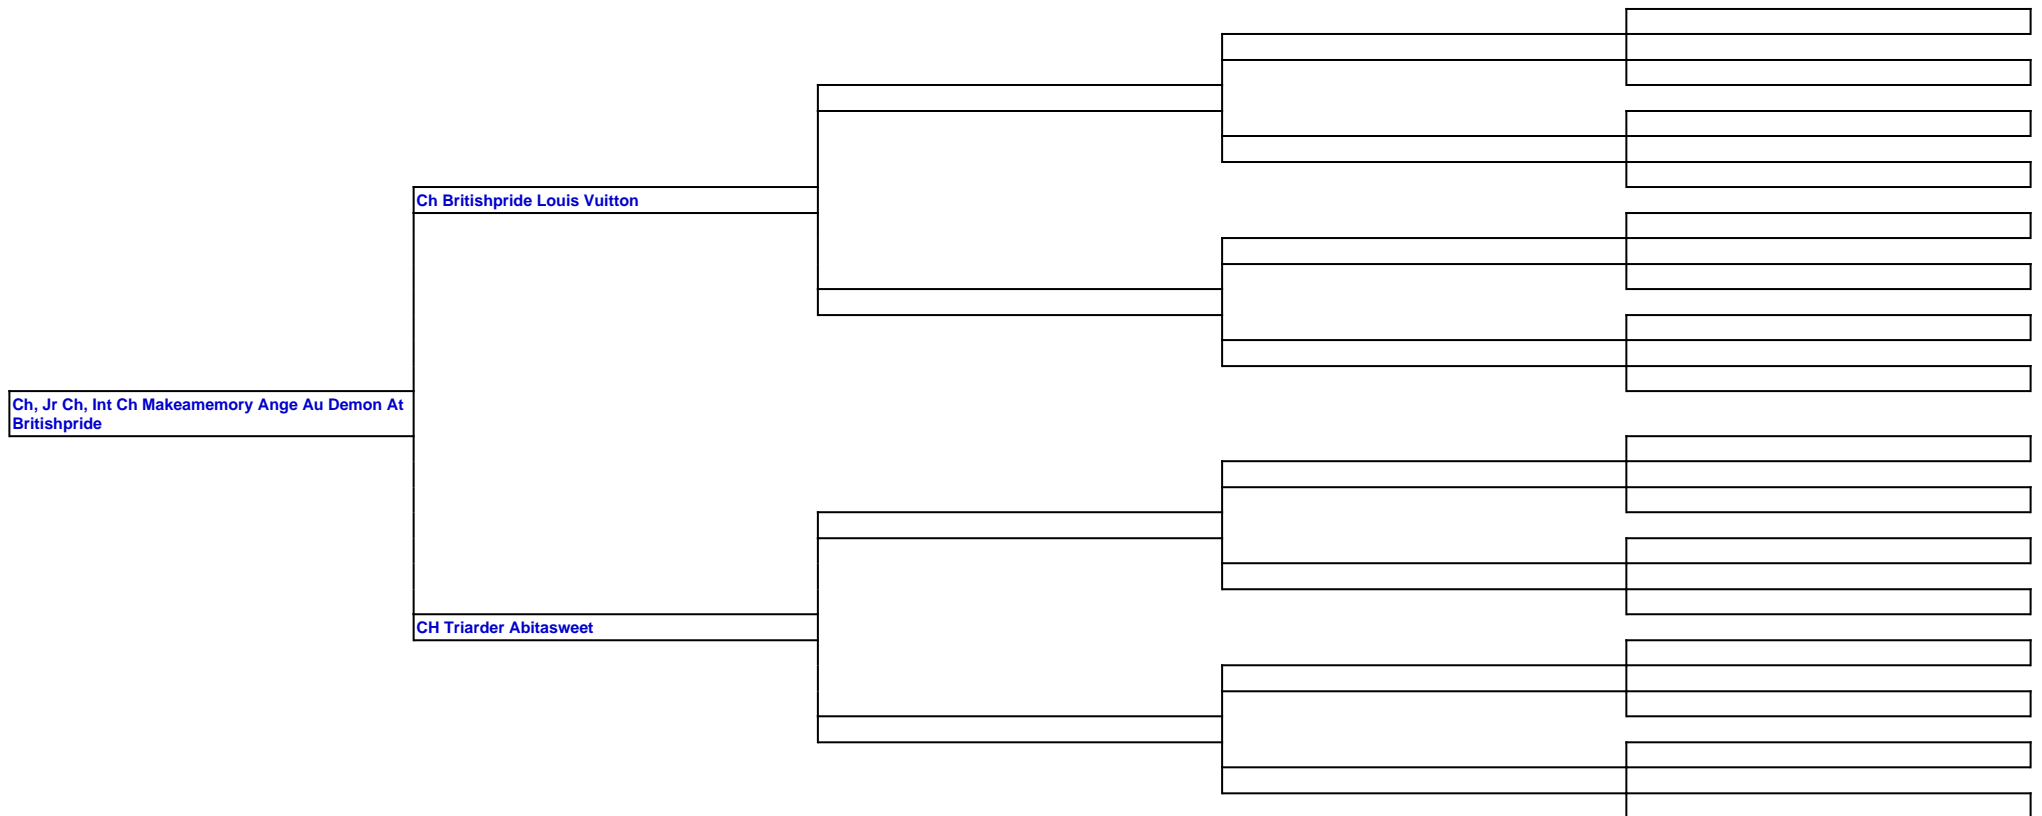 Ch Britishpride Louis Vuitton
Ch, Jr Ch, Int Ch Makeamemory Ange Au Demon At
Britishpride
CH Triarder Abitasweet